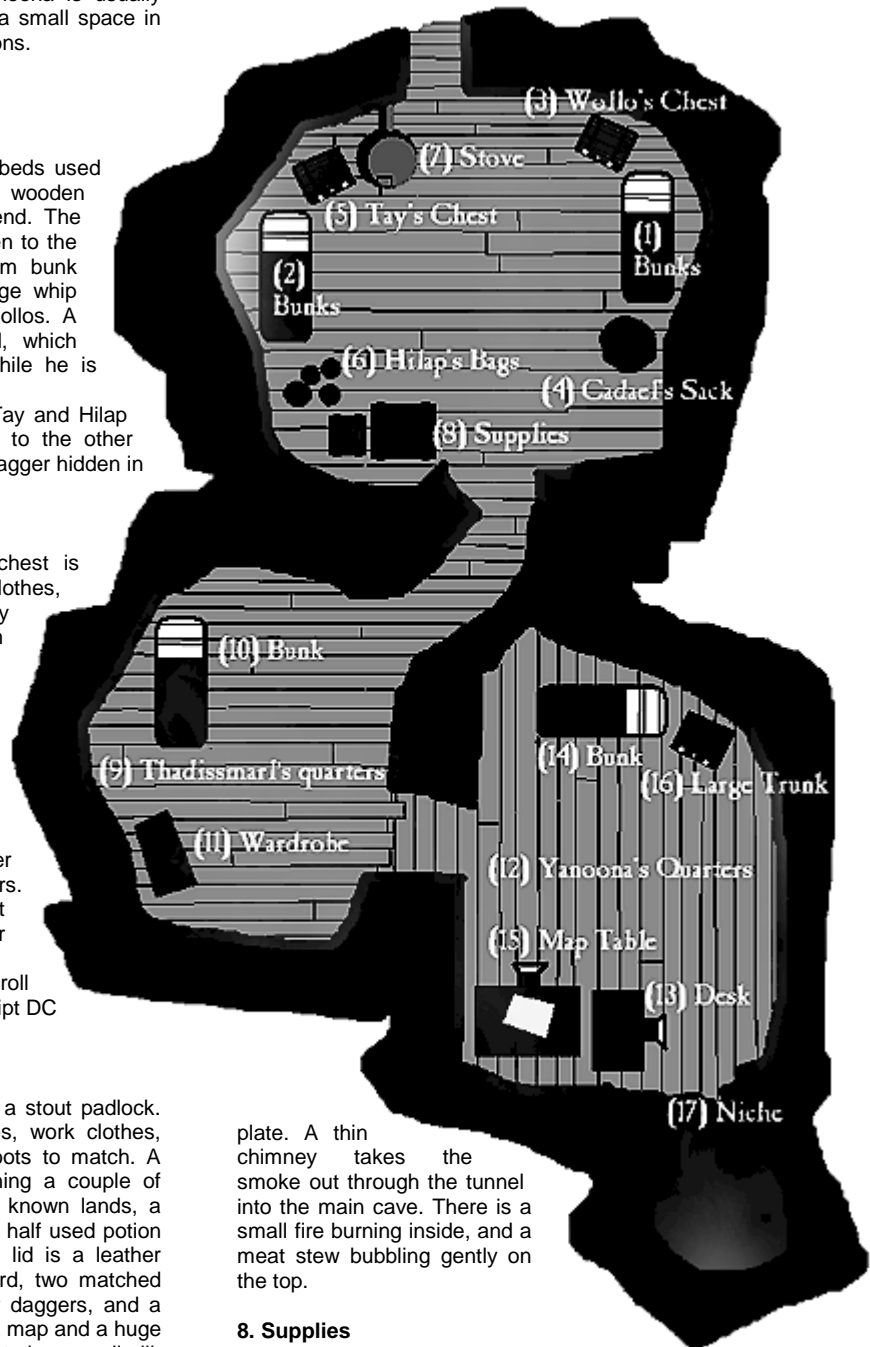 a small space in
ons.
beds used
wooden
end. The
en to the
m bunk
ge whip
ollos. A
l, which
hile he is
Tay and Hilap
to the other
agger hidden in
chest is
lothes,
y
n
er
rs.
t
r
roll
ipt DC
a stout padlock.
es, work clothes,
oots to match. A
ning a couple of
known lands, a
half used potion
lid is a leather
rd, two matched
daggers, and a
map and a huge
(3) Wollo's Chest
(7) Stove
(5) Tay's Chest
(1)
Bunks
(2)
Bunks
(6) Hilap's Bags
(4) Cadael's Sack
(8) Supplies
(10) Bunk
(9) Thadissmarl's quarters
(11) Wardrobe
(14) Bunk
(16) Large Trunk
(12) Yanoona's Quarters
(15) Map Table
(13) Desk
(17) Niche
plate. A thin
chimney takes the
smoke out through the tunnel
into the main cave. There is a
small fire burning inside, and a
meat stew bubbling gently on
the top.
8. Supplies